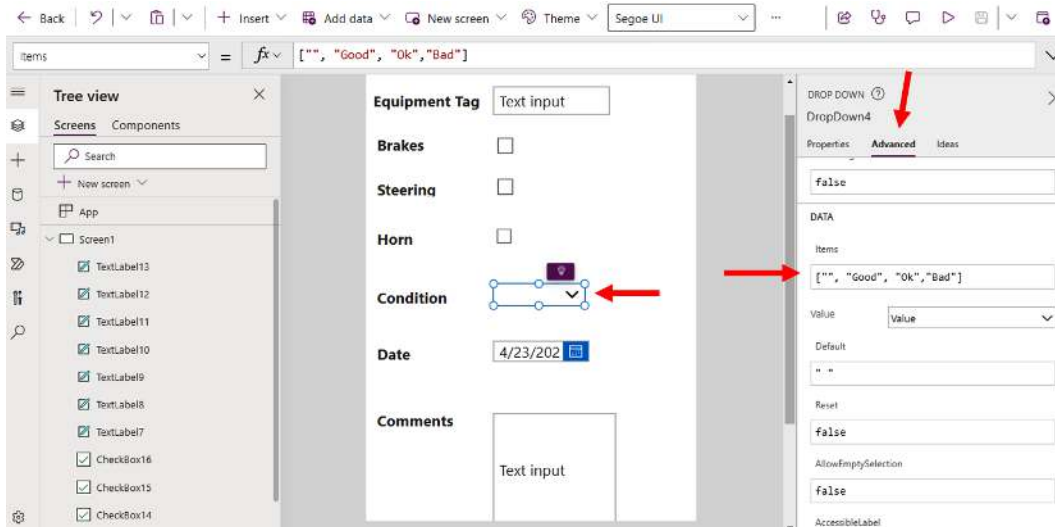 Back
Insert
Add data
New screen
Theme
Segoe UI
Items
=
fx
["", "Good", "Ok","Bad"]
Tree view
Screens Components
Search
New screen
App
Screen1
TextLabel13
TextLabel12
TextLabel11
TextLabel10
TextLabel9
TextLabel8
TextLabel7
CheckBox16
CheckBox15
CheckBox14
Equipment Tag Text input
Brakes
Steering
Horn
Condition
Date 4/23/202
Comments
Text input
DROP DOWN
DropDown4
Properties Advanced Ideas
false
DATA
Items
["", "Good", "Ok","Bad"]
Value Value
Default
" "
Reset
false
AllowEmptySelection
false
AccessibleLabel